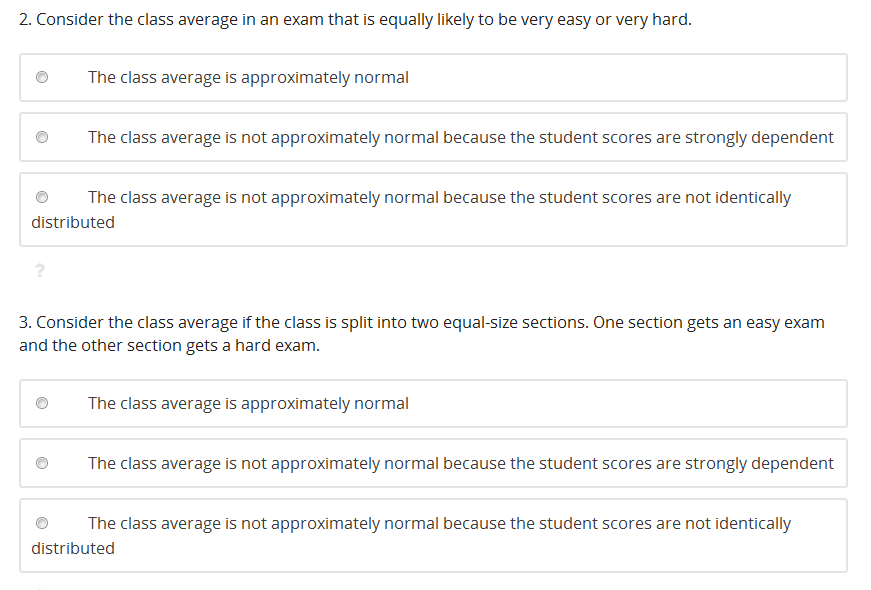 2. Consider the class average in an exam that is equally likely to be very easy or very hard.
The class average is approximately normal
The class average is not approximately normal because the student scores are strongly dependent
The class average is not approximately normal because the student scores are not identically
distributed
?
3. Consider the class average if the class is split into two equal-size sections. One section gets an easy exam
and the other section gets a hard exam.
The class average is approximately normal
The class average is not approximately normal because the student scores are strongly dependent
The class average is not approximately normal because the student scores are not identically
distributed